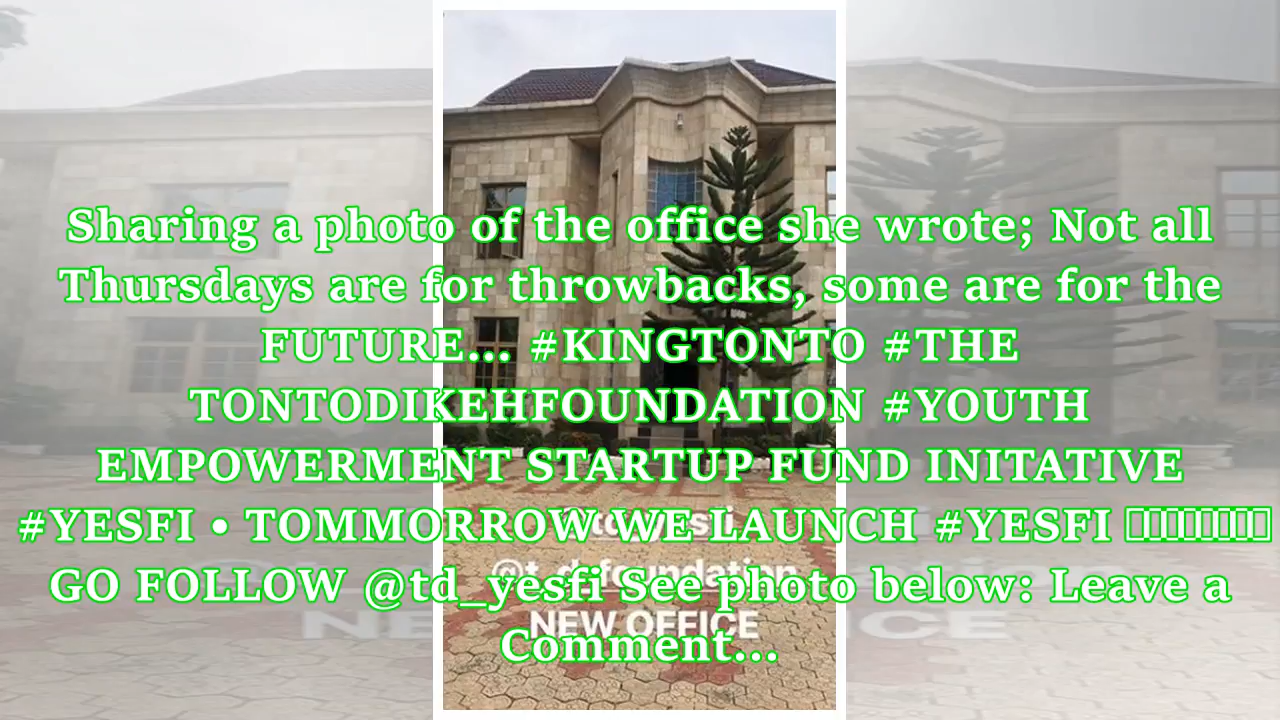 Sharing a photo of the office she wrote; Not all
Thursdays are for throwbacks, some are for the
FUTURE... #KINGTONTO #THE
TONTODIKEHFOUNDATION #YOUTH
EMPOWERMENT STARTUP FUND INITATIVE
#YESFI • TOMMORROW WE LAUNCH #YESFI
GO FOLLOW @td_yesfi See photo below: Leave a
Comment...
NEW OFFICE